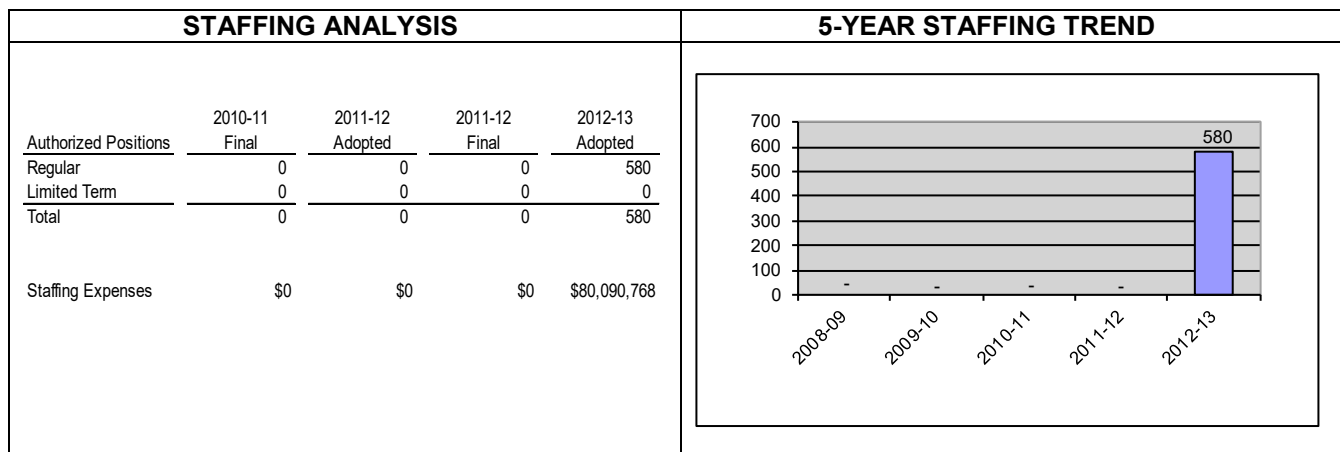 STAFFING ANALYSIS
2010-11 2011-12 2011-12 2012-13
Authorized Positions Final Adopted Final Adopted
Regular 0 0 0 580
Limited Term 0 0 0 0
Total 0 0 0 580
Staffing Expenses $0 $0 $0 $80,090,768
5-YEAR STAFFING TREND
700
600
500
400
300
200
100
0
- - - - 580
2008-09 2009-10 2010-11 2011-12 2012-13